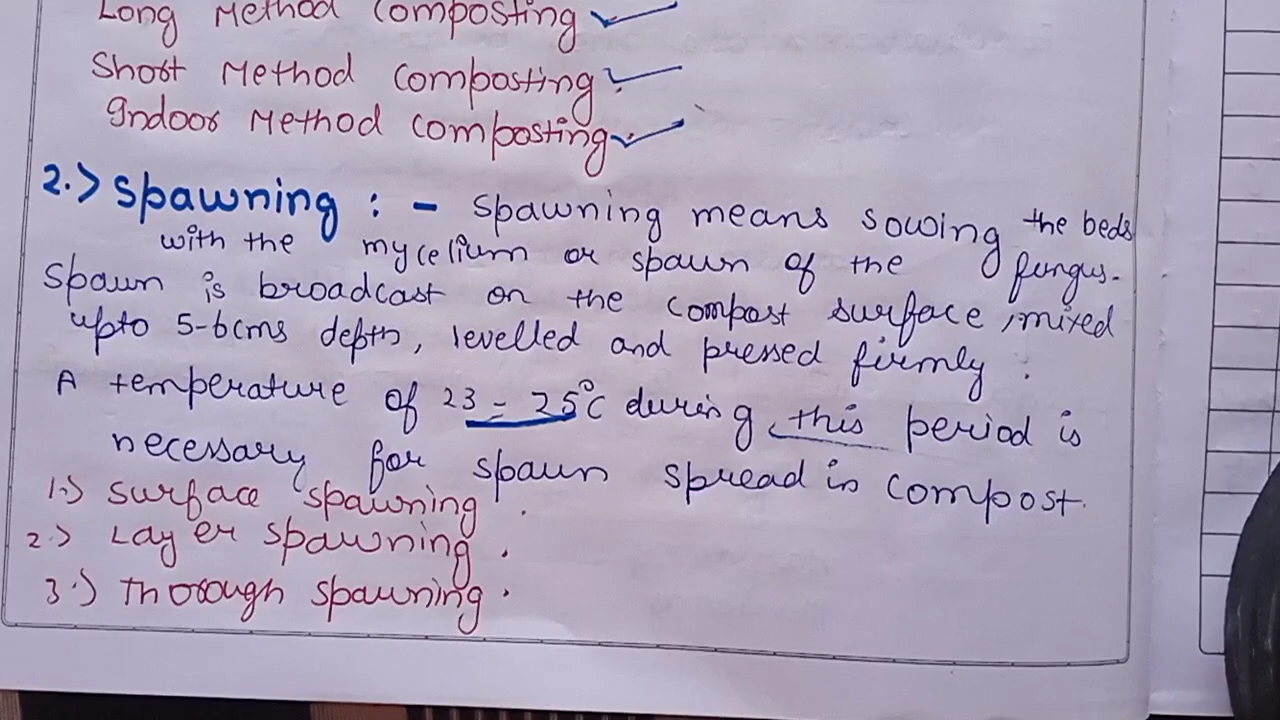 Long Method Composting
Short Method Composting
Indoor Method Composting
2.> Spawning : - Spawning means sowing the beds
with the mycelium or spawn of the fungus.
Spawn is broadcast on the compost surface, mixed
upto 5-6cms depth, levelled and pressed firmly.
A temperature of 23 - 25°C during this period is
necessary for spawn spread in compost.
1.) Surface spawning.
2.) Layer spawning.
3.) Thorough spawning.